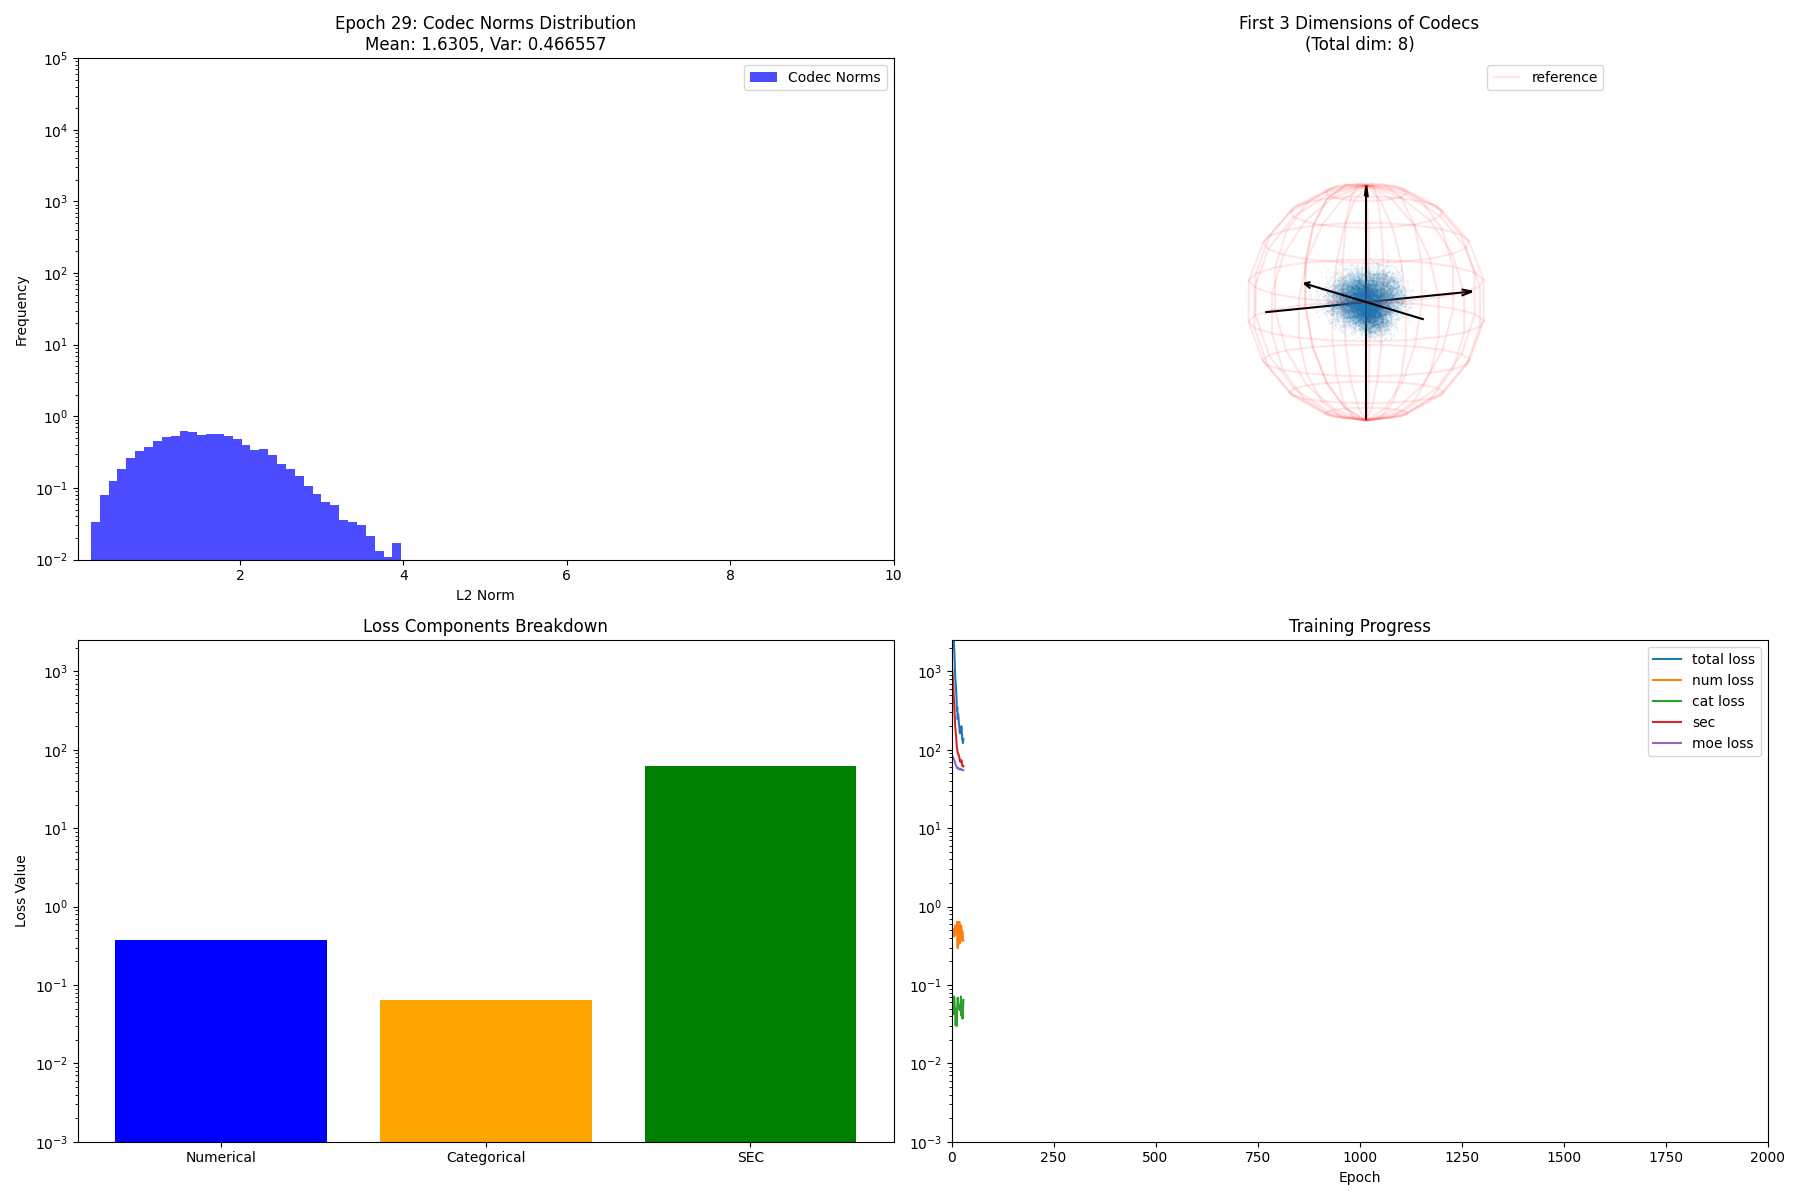 Epoch 29: Codec Norms Distribution
Mean: 1.6305, Var: 0.466557
Codec Norms
10^5
10^4
10^3
10^2
10^1
10^0
10^-1
10^-2
Frequency
2
4
6
8
10
L2 Norm
First 3 Dimensions of Codecs
(Total dim: 8)
reference
Loss Components Breakdown
10^3
10^2
10^1
10^0
10^-1
10^-2
10^-3
Loss Value
Numerical
Categorical
SEC
Training Progress
total loss
num loss
cat loss
sec
moe loss
10^3
10^2
10^1
10^0
10^-1
10^-2
10^-3
0
250
500
750
1000
1250
1500
1750
2000
Epoch